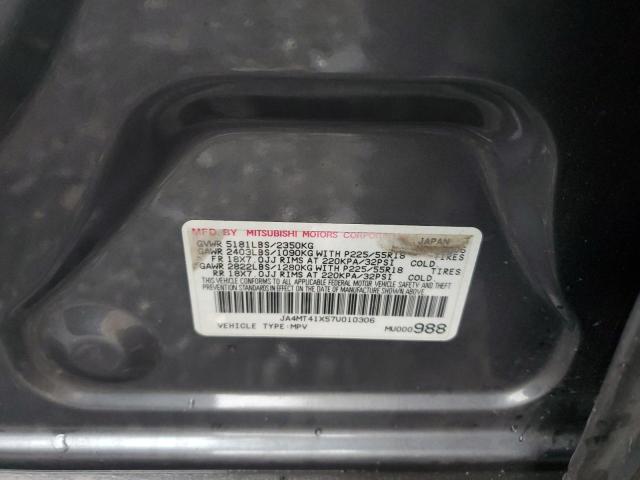 MFD. BY MITSUBISHI MOTORS CORPORATION JAPAN
GVWR 5181LBS/2350KG
GAWR 2403LBS/1090KG WITH P225/55R18 TIRES
FR 18X7.0JJ RIMS AT 220KPA/32PSI COLD
GAWR 2822LBS/1280KG WITH P225/55R18 TIRES
RR 18X7.0JJ RIMS AT 220KPA/32PSI COLD
THIS VEHICLE CONFORMS TO ALL APPLICABLE FEDERAL MOTOR VEHICLE
SAFETY STANDARDS IN EFFECT ON THE DATE OF MANUFACTURE SHOWN ABOVE.
JA4MT41X57U010306
VEHICLE TYPE:MPV MU000988